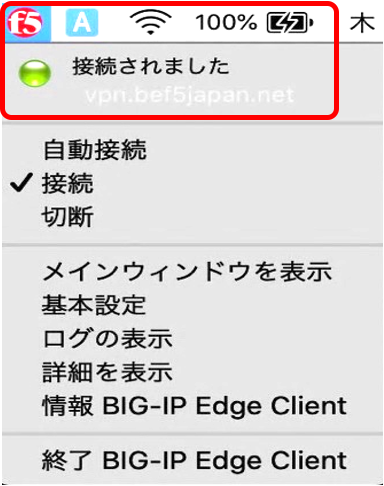 f5 A 100% 木
接続されました
vpn.bef5japan.net
自動接続
✓ 接続
切断
メインウィンドウを表示
基本設定
ログの表示
詳細を表示
情報 BIG-IP Edge Client
終了 BIG-IP Edge Client